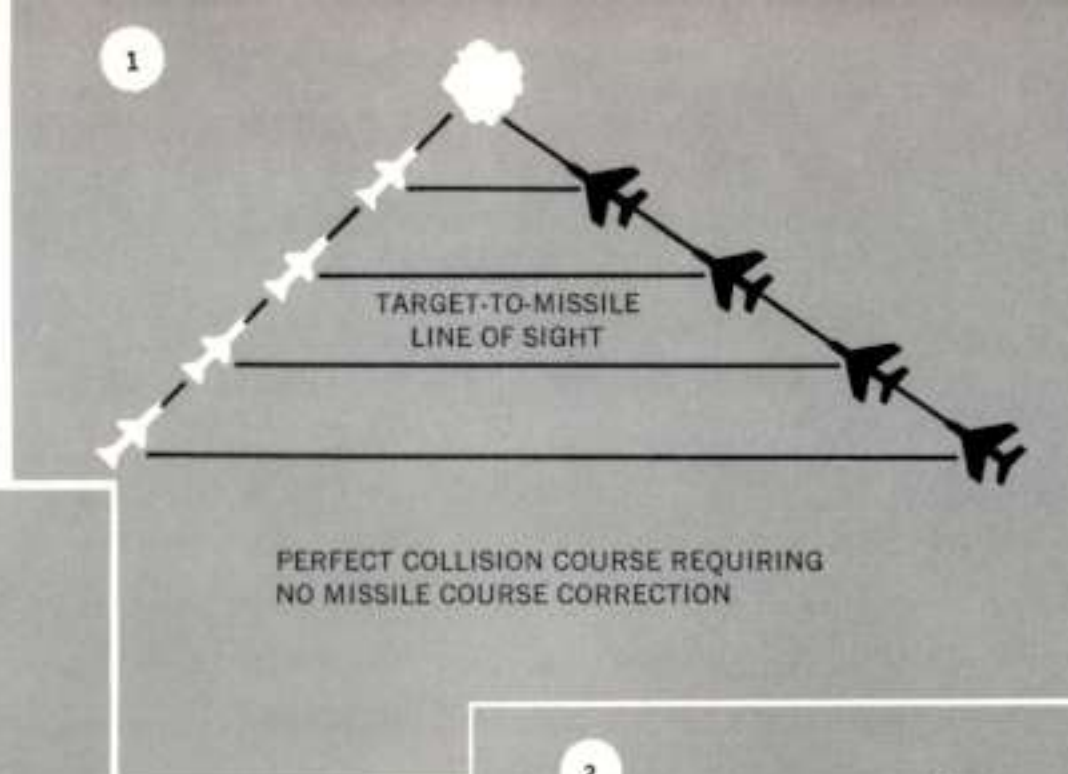 1
TARGET-TO-MISSILE
LINE OF SIGHT
PERFECT COLLISION COURSE REQUIRING
NO MISSILE COURSE CORRECTION